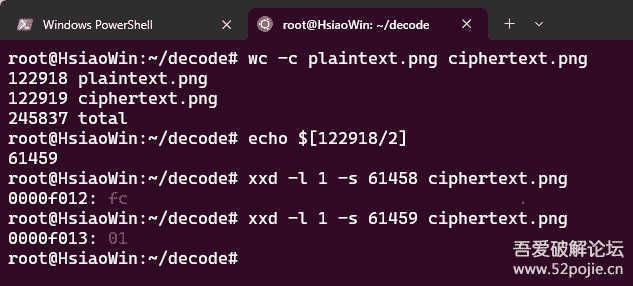 Windows PowerShell
root@HsiaoWin: ~/decode
root@HsiaoWin:~/decode# wc -c plaintext.png ciphertext.png
122918 plaintext.png
122919 ciphertext.png
245837 total
root@HsiaoWin:~/decode# echo $[122918/2]
61459
root@HsiaoWin:~/decode# xxd -l 1 -s 61458 ciphertext.png
0000f012: fc
root@HsiaoWin:~/decode# xxd -l 1 -s 61459 ciphertext.png
0000f013: 01
root@HsiaoWin:~/decode#
吾爱破解论坛
www.52pojie.cn